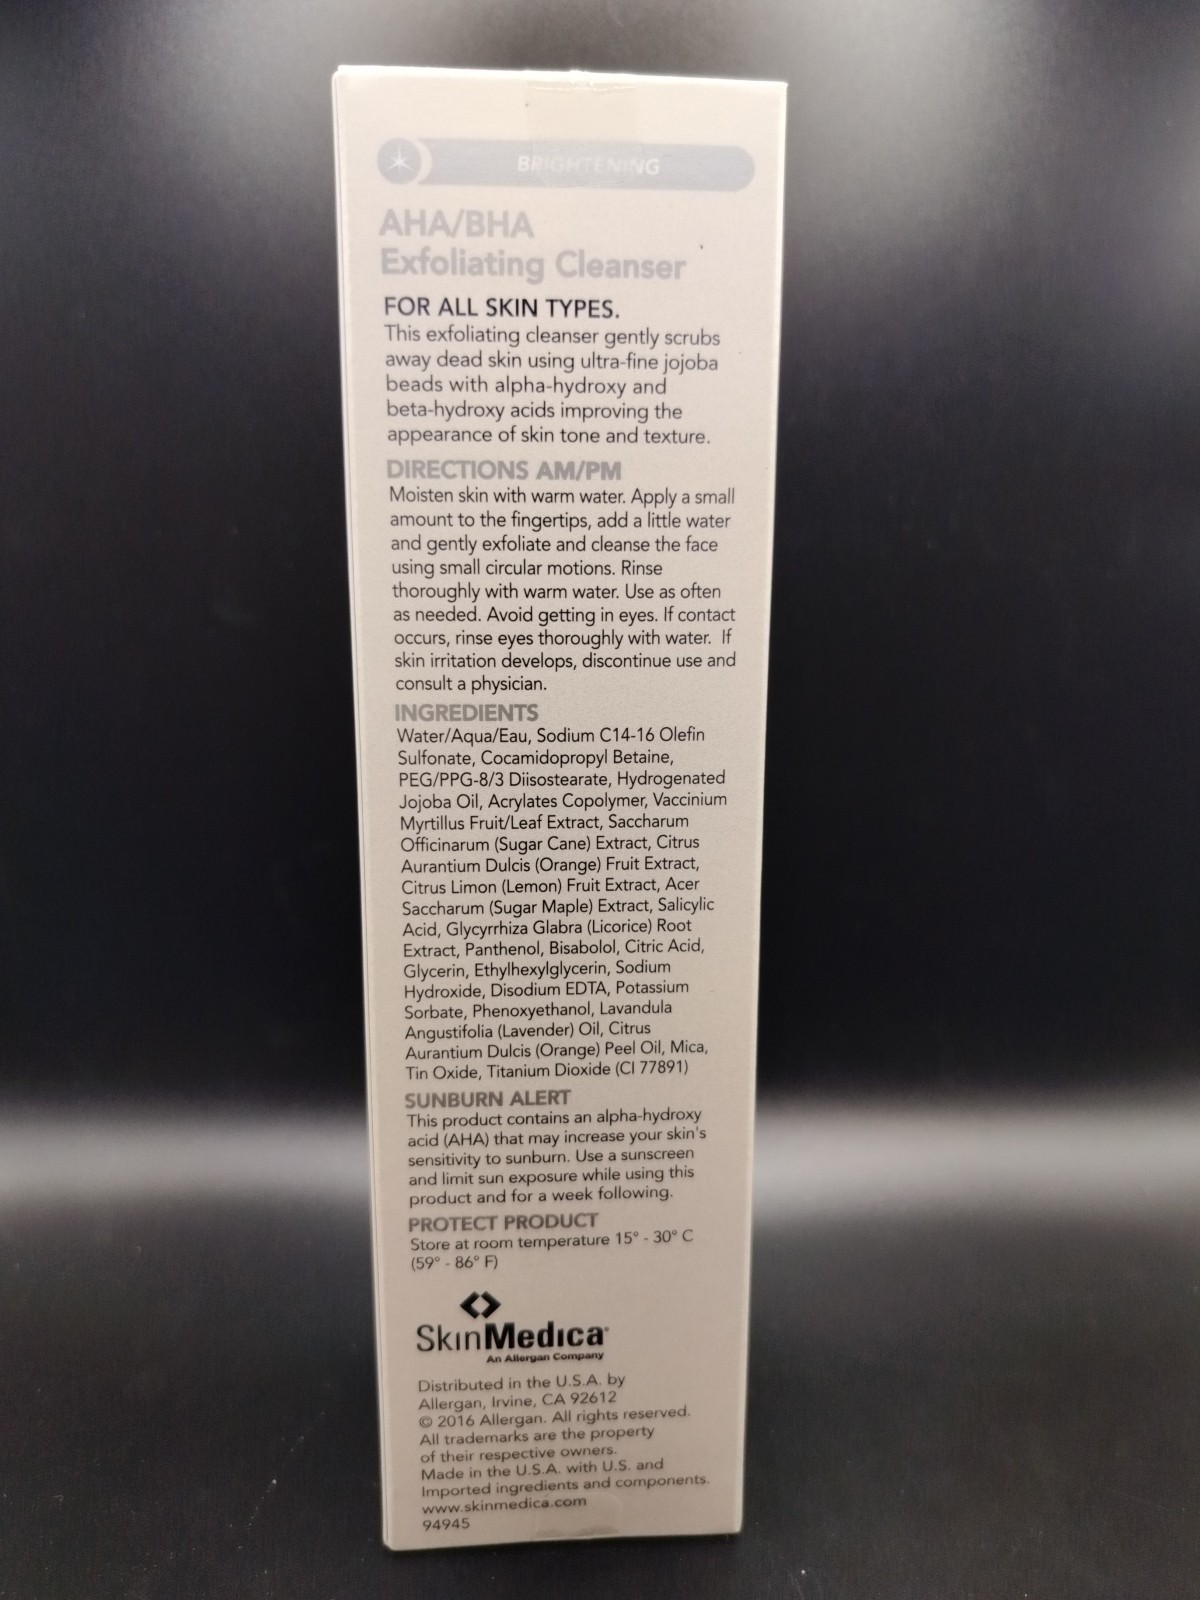 BRIGHTENING
AHA/BHA
Exfoliating Cleanser
FOR ALL SKIN TYPES.
This exfoliating cleanser gently scrubs
away dead skin using ultra-fine jojoba
beads with alpha-hydroxy and
beta-hydroxy acids improving the
appearance of skin tone and texture.
DIRECTIONS AM/PM
Moisten skin with warm water. Apply a small
amount to the fingertips, add a little water
and gently exfoliate and cleanse the face
using small circular motions. Rinse
thoroughly with warm water. Use as often
as needed. Avoid getting in eyes. If contact
occurs, rinse eyes thoroughly with water. If
skin irritation develops, discontinue use and
consult a physician.
INGREDIENTS
Water/Aqua/Eau, Sodium C14-16 Olefin
Sulfonate, Cocamidopropyl Betaine,
PEG/PPG-8/3 Diisostearate, Hydrogenated
Jojoba Oil, Acrylates Copolymer, Vaccinium
Myrtillus Fruit/Leaf Extract, Saccharum
Officinarum (Sugar Cane) Extract, Citrus
Aurantium Dulcis (Orange) Fruit Extract,
Citrus Limon (Lemon) Fruit Extract, Acer
Saccharum (Sugar Maple) Extract, Salicylic
Acid, Glycyrrhiza Glabra (Licorice) Root
Extract, Panthenol, Bisabolol, Citric Acid,
Glycerin, Ethylhexylglycerin, Sodium
Hydroxide, Disodium EDTA, Potassium
Sorbate, Phenoxyethanol, Lavandula
Angustifolia (Lavender) Oil, Citrus
Aurantium Dulcis (Orange) Peel Oil, Mica,
Tin Oxide, Titanium Dioxide (CI 77891)
SUNBURN ALERT
This product contains an alpha-hydroxy
acid (AHA) that may increase your skin's
sensitivity to sunburn. Use a sunscreen
and limit sun exposure while using this
product and for a week following.
PROTECT PRODUCT
Store at room temperature 15° - 30° C
(59° - 86° F)
SkinMedica®
An Allergan Company
Distributed in the U.S.A. by
Allergan, Irvine, CA 92612
© 2016 Allergan. All rights reserved.
All trademarks are the property
of their respective owners.
Made in the U.S.A. with U.S. and
Imported ingredients and components.
www.skinmedica.com
94945